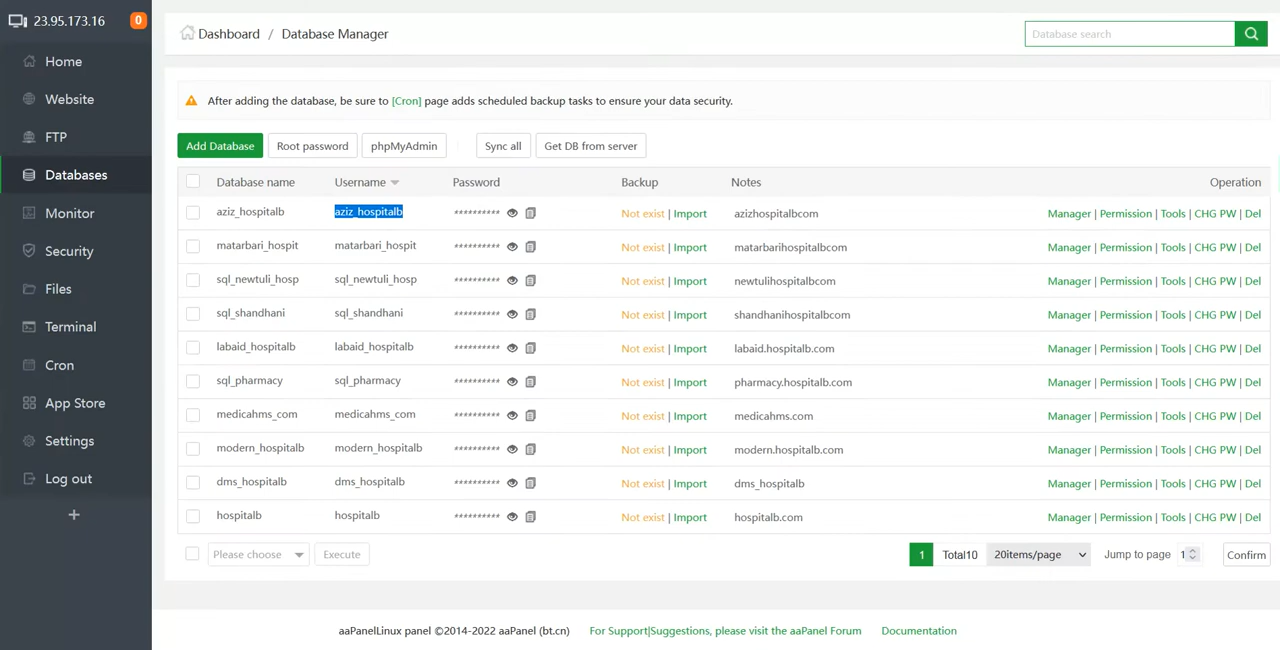 23.95.173.16 0
Home
Website
FTP
Databases
Monitor
Security
Files
Terminal
Cron
App Store
Settings
Log out
Dashboard / Database Manager
Database search
After adding the database, be sure to [Cron] page adds scheduled backup tasks to ensure your data security.
Add Database Root password phpMyAdmin Sync all Get DB from server
Database name Username Password Backup Notes Operation
aziz_hospitalb aziz_hospitalb ********** Not exist | Import azizhospitalbcom Manager | Permission | Tools | CHG PW | Del
matarbari_hospit matarbari_hospit ********** Not exist | Import matarbarihospitalbcom Manager | Permission | Tools | CHG PW | Del
sql_newtuli_hosp sql_newtuli_hosp ********** Not exist | Import newtulihospitalbcom Manager | Permission | Tools | CHG PW | Del
sql_shandhani sql_shandhani ********** Not exist | Import shandhanihospitalbcom Manager | Permission | Tools | CHG PW | Del
labaid_hospitalb labaid_hospitalb ********** Not exist | Import labaid.hospitalb.com Manager | Permission | Tools | CHG PW | Del
sql_pharmacy sql_pharmacy ********** Not exist | Import pharmacy.hospitalb.com Manager | Permission | Tools | CHG PW | Del
medicahms_com medicahms_com ********** Not exist | Import medicahms.com Manager | Permission | Tools | CHG PW | Del
modern_hospitalb modern_hospitalb ********** Not exist | Import modern.hospitalb.com Manager | Permission | Tools | CHG PW | Del
dms_hospitalb dms_hospitalb ********** Not exist | Import dms_hospitalb Manager | Permission | Tools | CHG PW | Del
hospitalb hospitalb ********** Not exist | Import hospitalb.com Manager | Permission | Tools | CHG PW | Del
Please choose Execute 1 Total10 20items/page Jump to page 1 Confirm
aaPanelLinux panel ©2014-2022 aaPanel (bt.cn) For Support|Suggestions, please visit the aaPanel Forum Documentation